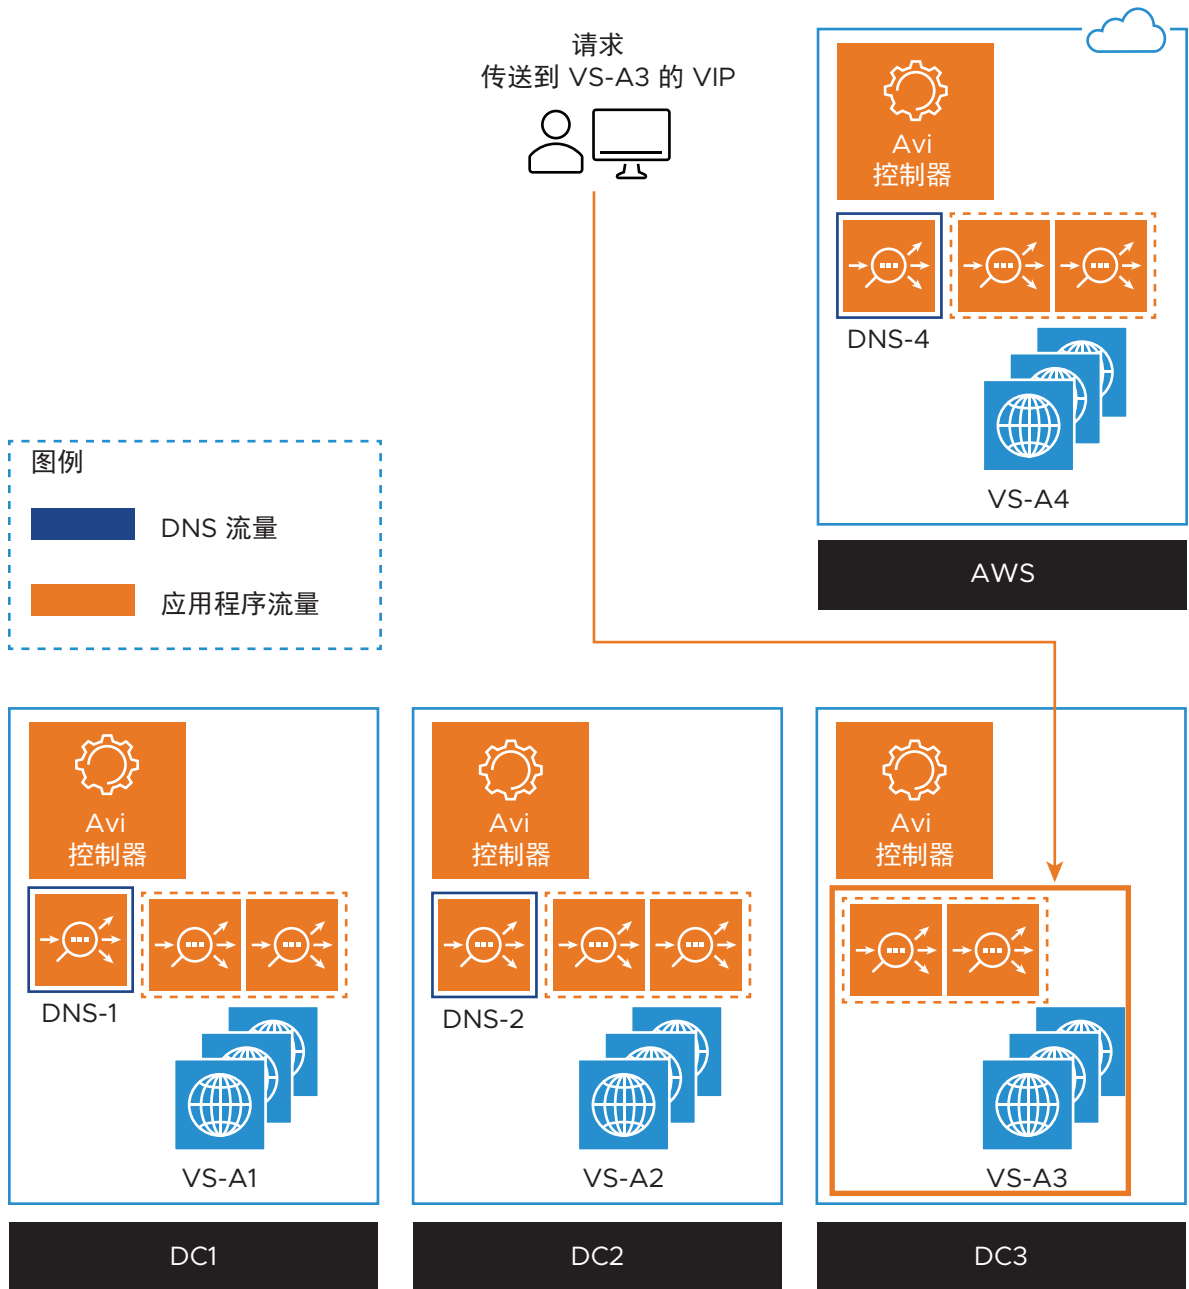 请求
传送到 VS-A3 的 VIP
Avi
控制器
DNS-4
VS-A4
AWS
图例
DNS 流量
应用程序流量
Avi
控制器
DNS-1
VS-A1
DC1
Avi
控制器
DNS-2
VS-A2
DC2
Avi
控制器
VS-A3
DC3